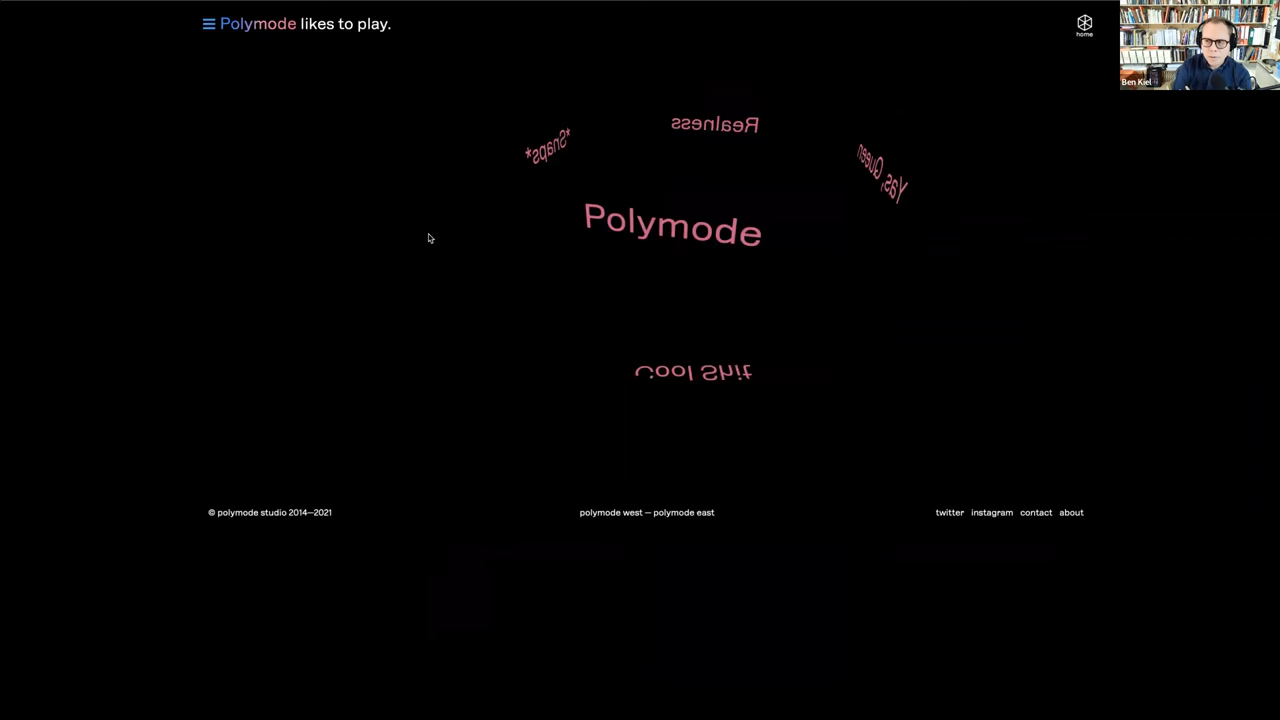 Polymode likes to play.
home
Ben Kiel
Realness
*Snaps*
Yas, Queen
Polymode
Cool Shit
© polymode studio 2014—2021
polymode west — polymode east
twitter instagram contact about